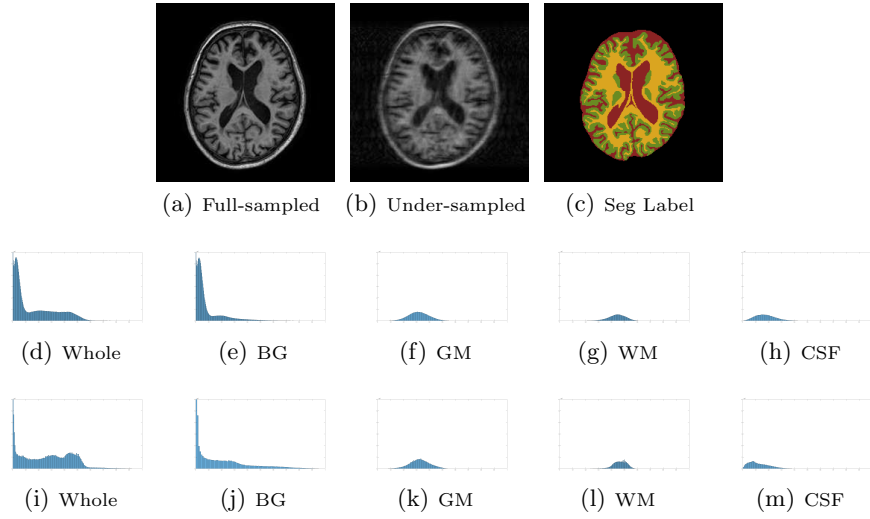 (a) Full-sampled (b) Under-sampled (c) Seg Label
(d) Whole (e) BG (f) GM (g) WM (h) CSF
(i) Whole (j) BG (k) GM (l) WM (m) CSF